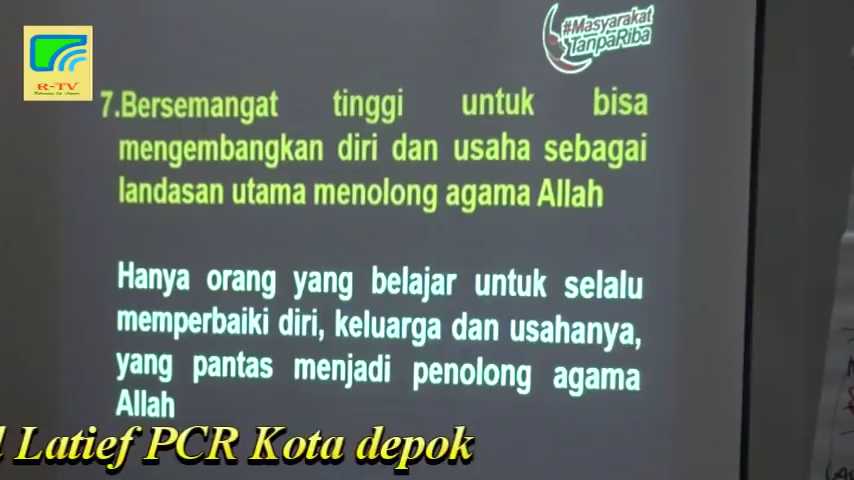 #Masyarakat
TanpaRiba
R-TV
7.Bersemangat tinggi untuk bisa
mengembangkan diri dan usaha sebagai
landasan utama menolong agama Allah
Hanya orang yang belajar untuk selalu
memperbaiki diri, keluarga dan usahanya,
yang pantas menjadi penolong agama
Allah
Latief PCR Kota depok